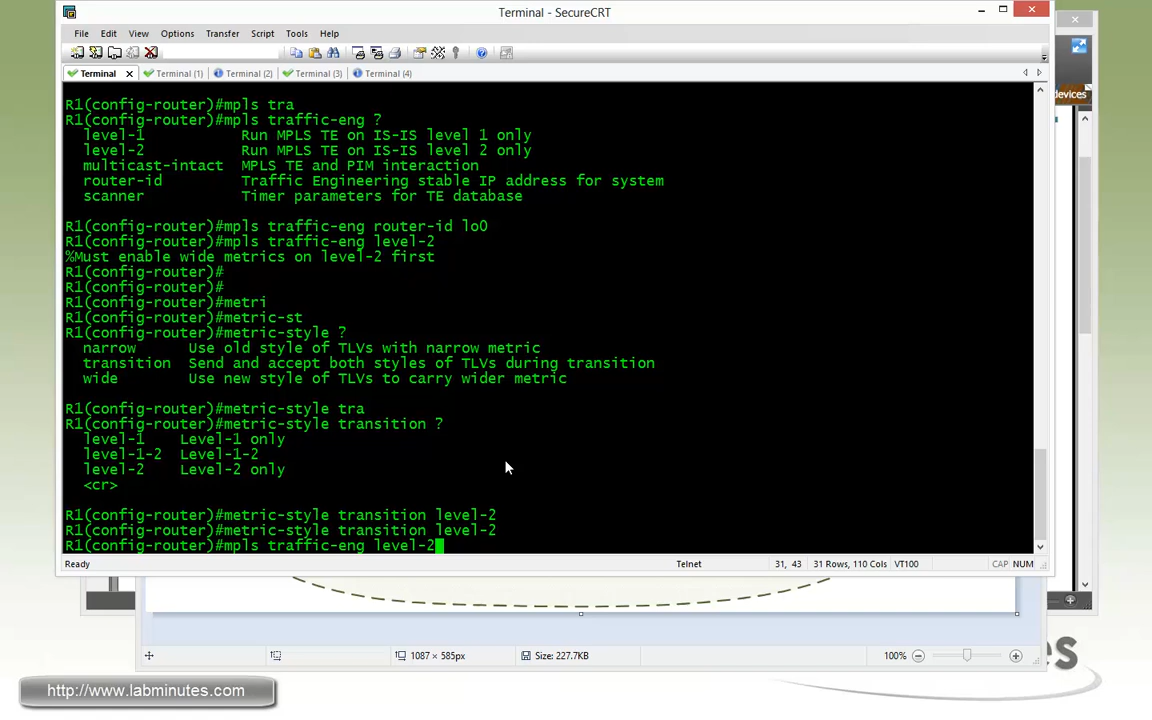 Terminal - SecureCRT
File Edit View Options Transfer Script Tools Help
Terminal Terminal (1) Terminal (2) Terminal (3) Terminal (4)
devices
R1(config-router)#mpls tra
R1(config-router)#mpls traffic-eng ?
level-1 Run MPLS TE on IS-IS level 1 only
level-2 Run MPLS TE on IS-IS level 2 only
multicast-intact MPLS TE and PIM interaction
router-id Traffic Engineering stable IP address for system
scanner Timer parameters for TE database
R1(config-router)#mpls traffic-eng router-id lo0
R1(config-router)#mpls traffic-eng level-2
%Must enable wide metrics on level-2 first
R1(config-router)#
R1(config-router)#
R1(config-router)#metri
R1(config-router)#metric-st
R1(config-router)#metric-style ?
narrow Use old style of TLVs with narrow metric
transition Send and accept both styles of TLVs during transition
wide Use new style of TLVs to carry wider metric
R1(config-router)#metric-style tra
R1(config-router)#metric-style transition ?
level-1 Level-1 only
level-1-2 Level-1-2
level-2 Level-2 only
<cr>
R1(config-router)#metric-style transition level-2
R1(config-router)#metric-style transition level-2
R1(config-router)#mpls traffic-eng level-2
Ready Telnet 31, 43 31 Rows, 110 Cols VT100 CAP NUM
1087 × 585px Size: 227.7KB 100%
http://www.labminutes.com